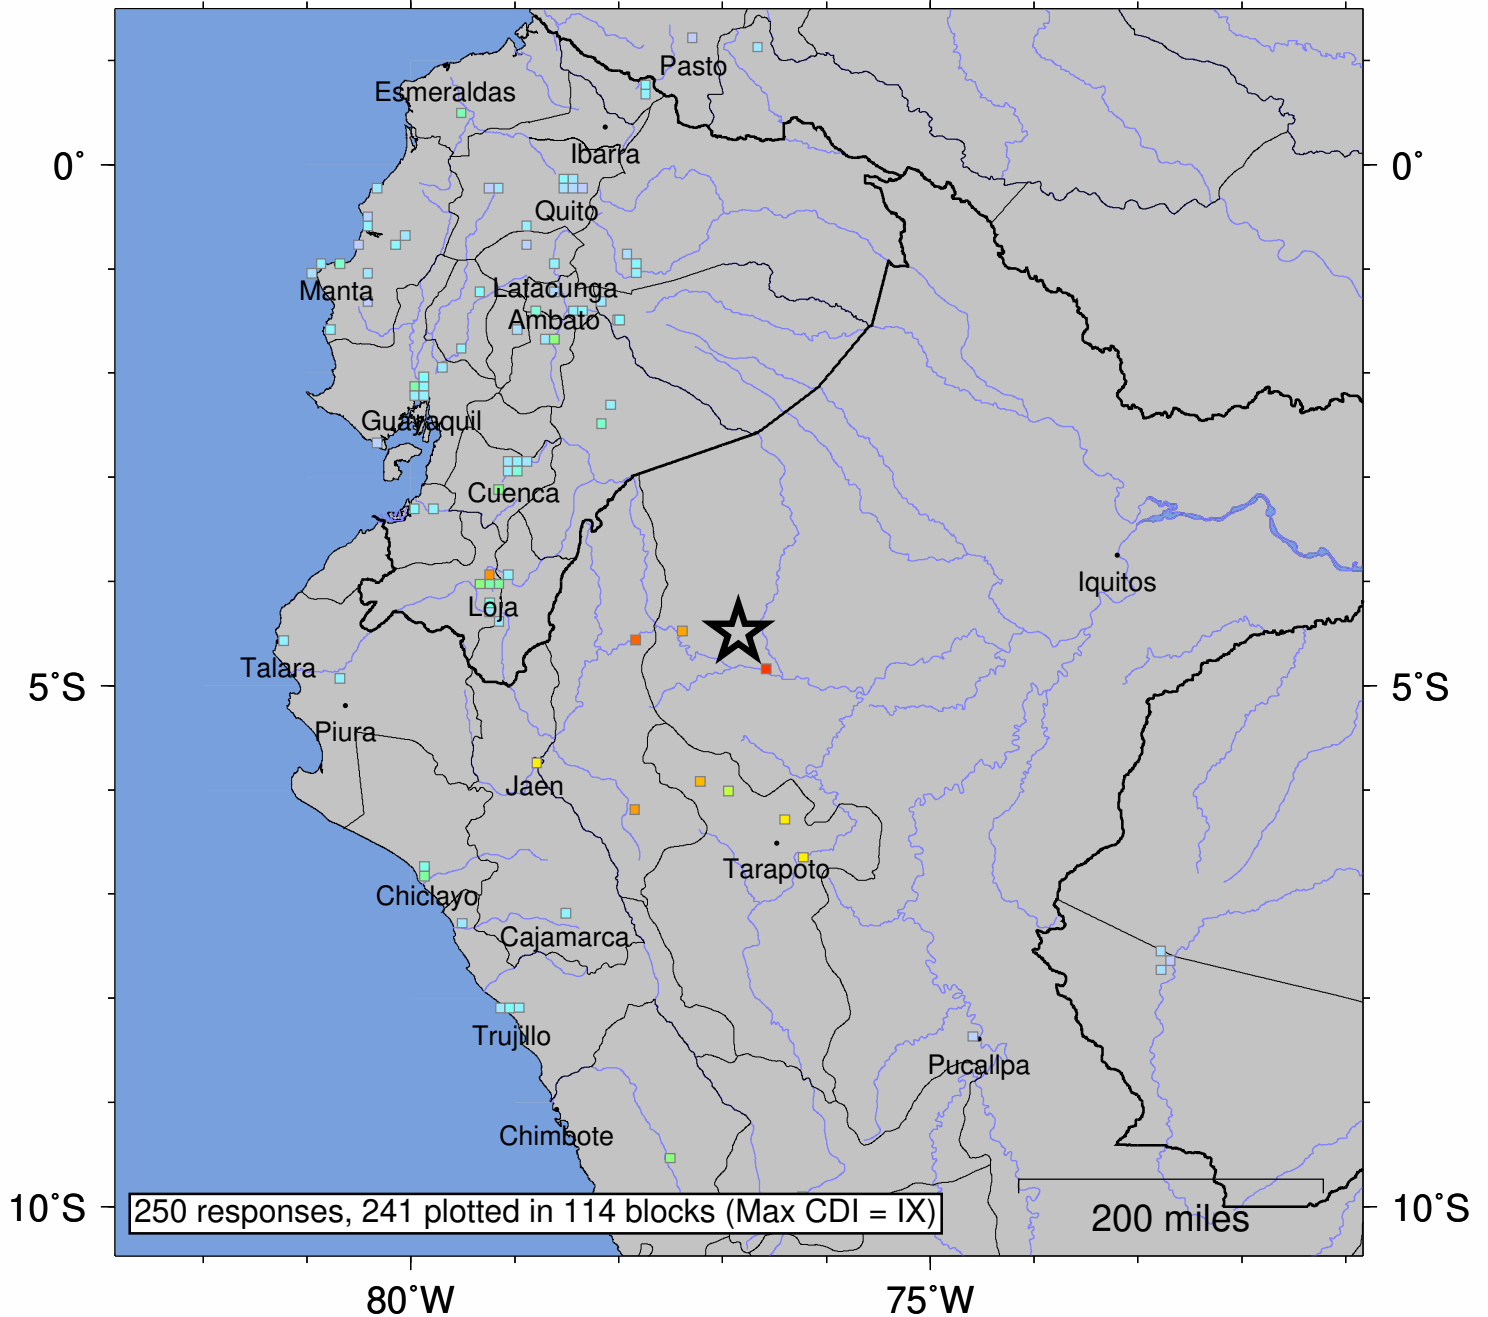 Pasto
Esmeraldas
Ibarra
0°
0°
Quito
Manta
Latacunga
Ambato
Guayaquil
Cuenca
Iquitos
Loja
Talara
5°S
5°S
Piura
Jaen
Tarapoto
Chiclayo
Cajamarca
Trujillo
Pucallpa
Chimbote
250 responses, 241 plotted in 114 blocks (Max CDI = IX)
200 miles
10°S
10°S
80°W
75°W